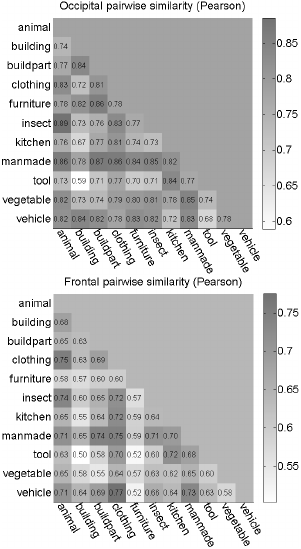 Occipital pairwise similarity (Pearson)
animal
building 0.74
buildpart 0.77 0.84
clothing 0.83 0.72 0.81
furniture 0.78 0.82 0.86 0.78
insect 0.89 0.73 0.76 0.83 0.77
kitchen 0.76 0.67 0.77 0.81 0.74 0.73
manmade 0.86 0.78 0.87 0.86 0.84 0.85 0.82
tool 0.73 0.59 0.71 0.77 0.70 0.71 0.84 0.77
vegetable 0.82 0.73 0.74 0.79 0.80 0.81 0.78 0.85 0.74
vehicle 0.82 0.84 0.82 0.78 0.83 0.82 0.72 0.83 0.68 0.78
animal building buildpart clothing furniture insect kitchen manmade tool vegetable vehicle
0.85
0.8
0.75
0.7
0.65
Frontal pairwise similarity (Pearson)
animal
building 0.68
buildpart 0.65 0.63
clothing 0.75 0.63 0.69
furniture 0.58 0.57 0.60 0.60
insect 0.74 0.60 0.65 0.72 0.57
kitchen 0.65 0.55 0.64 0.72 0.59 0.64
manmade 0.71 0.65 0.74 0.75 0.59 0.71 0.70
tool 0.63 0.50 0.58 0.70 0.52 0.60 0.72 0.68
vegetable 0.65 0.58 0.55 0.64 0.57 0.63 0.62 0.65 0.60
vehicle 0.71 0.64 0.69 0.77 0.52 0.66 0.64 0.73 0.63 0.58
animal building buildpart clothing furniture insect kitchen manmade tool vegetable vehicle
0.75
0.7
0.65
0.6
0.55